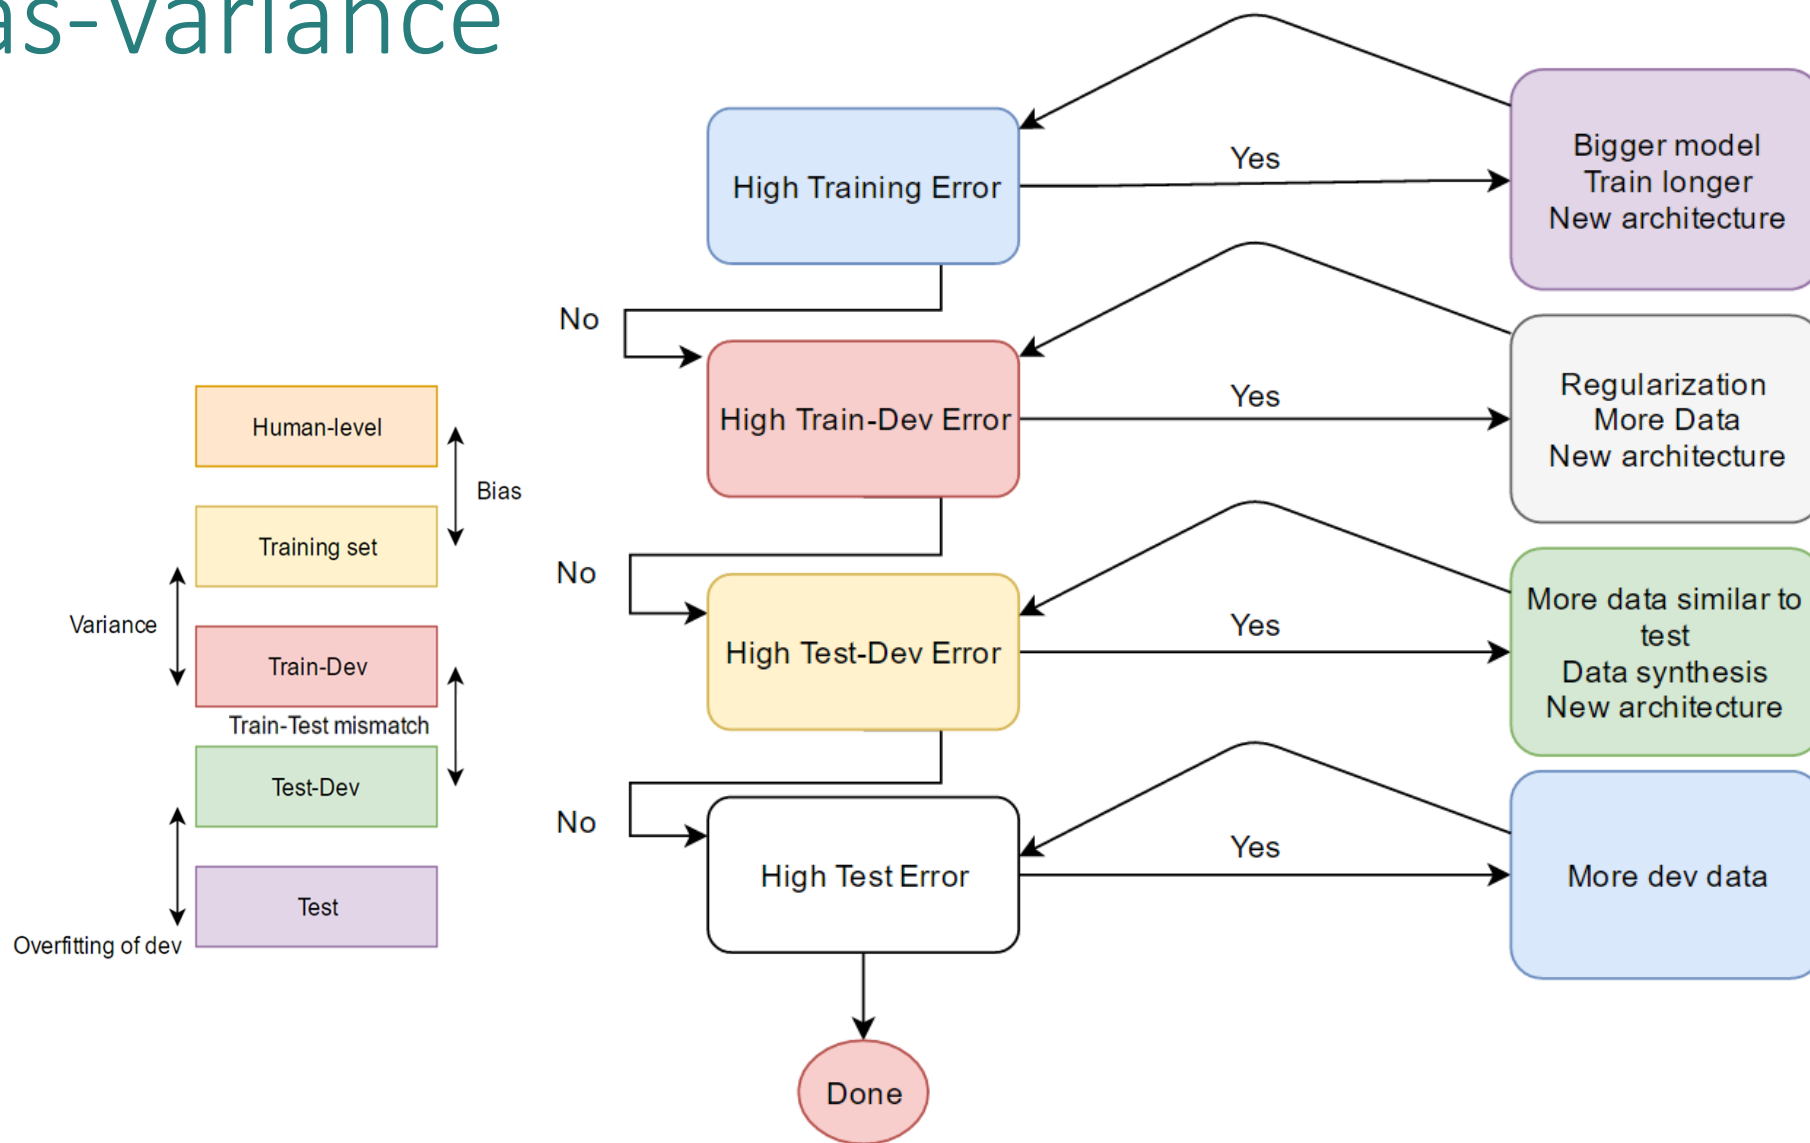 as-Variance
High Training Error
Yes
Bigger model
Train longer
New architecture
No
High Train-Dev Error
Yes
Regularization
More Data
New architecture
No
High Test-Dev Error
Yes
More data similar to
test
Data synthesis
New architecture
No
High Test Error
Yes
More dev data
Done
Human-level
Bias
Training set
Variance
Train-Dev
Train-Test mismatch
Test-Dev
Test
Overfitting of dev